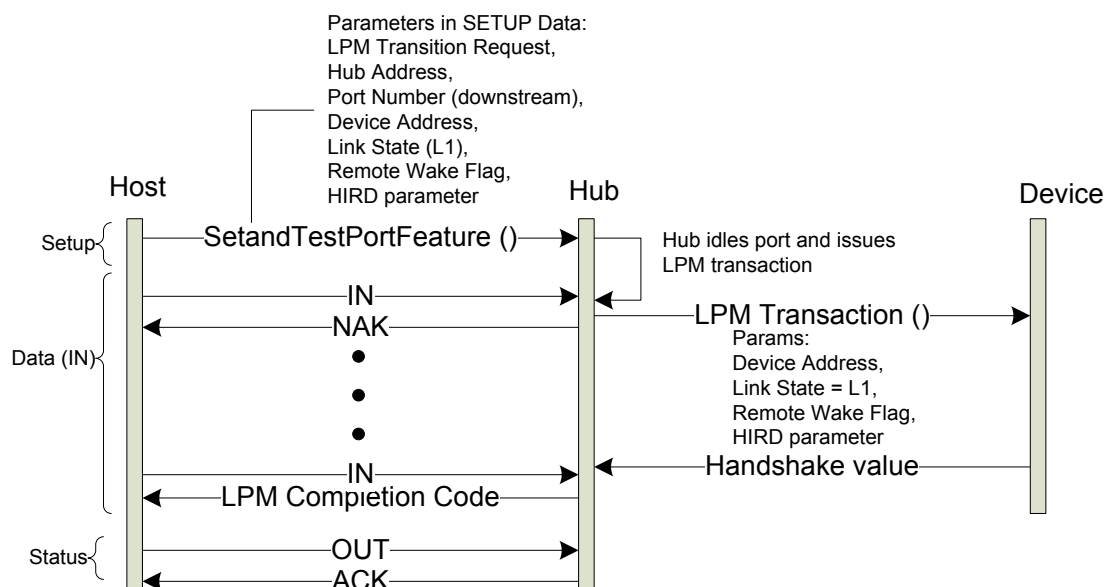 Parameters in SETUP Data:
LPM Transition Request,
Hub Address,
Port Number (downstream),
Device Address,
Link State (L1),
Remote Wake Flag,
HIRD parameter
Host
Hub
Device
Setup
SetandTestPortFeature ()
Hub idles port and issues
LPM transaction
IN
NAK
LPM Transaction ()
Params:
Device Address,
Link State = L1,
Remote Wake Flag,
HIRD parameter
Data (IN)
Handshake value
IN
LPM Completion Code
Status
OUT
ACK